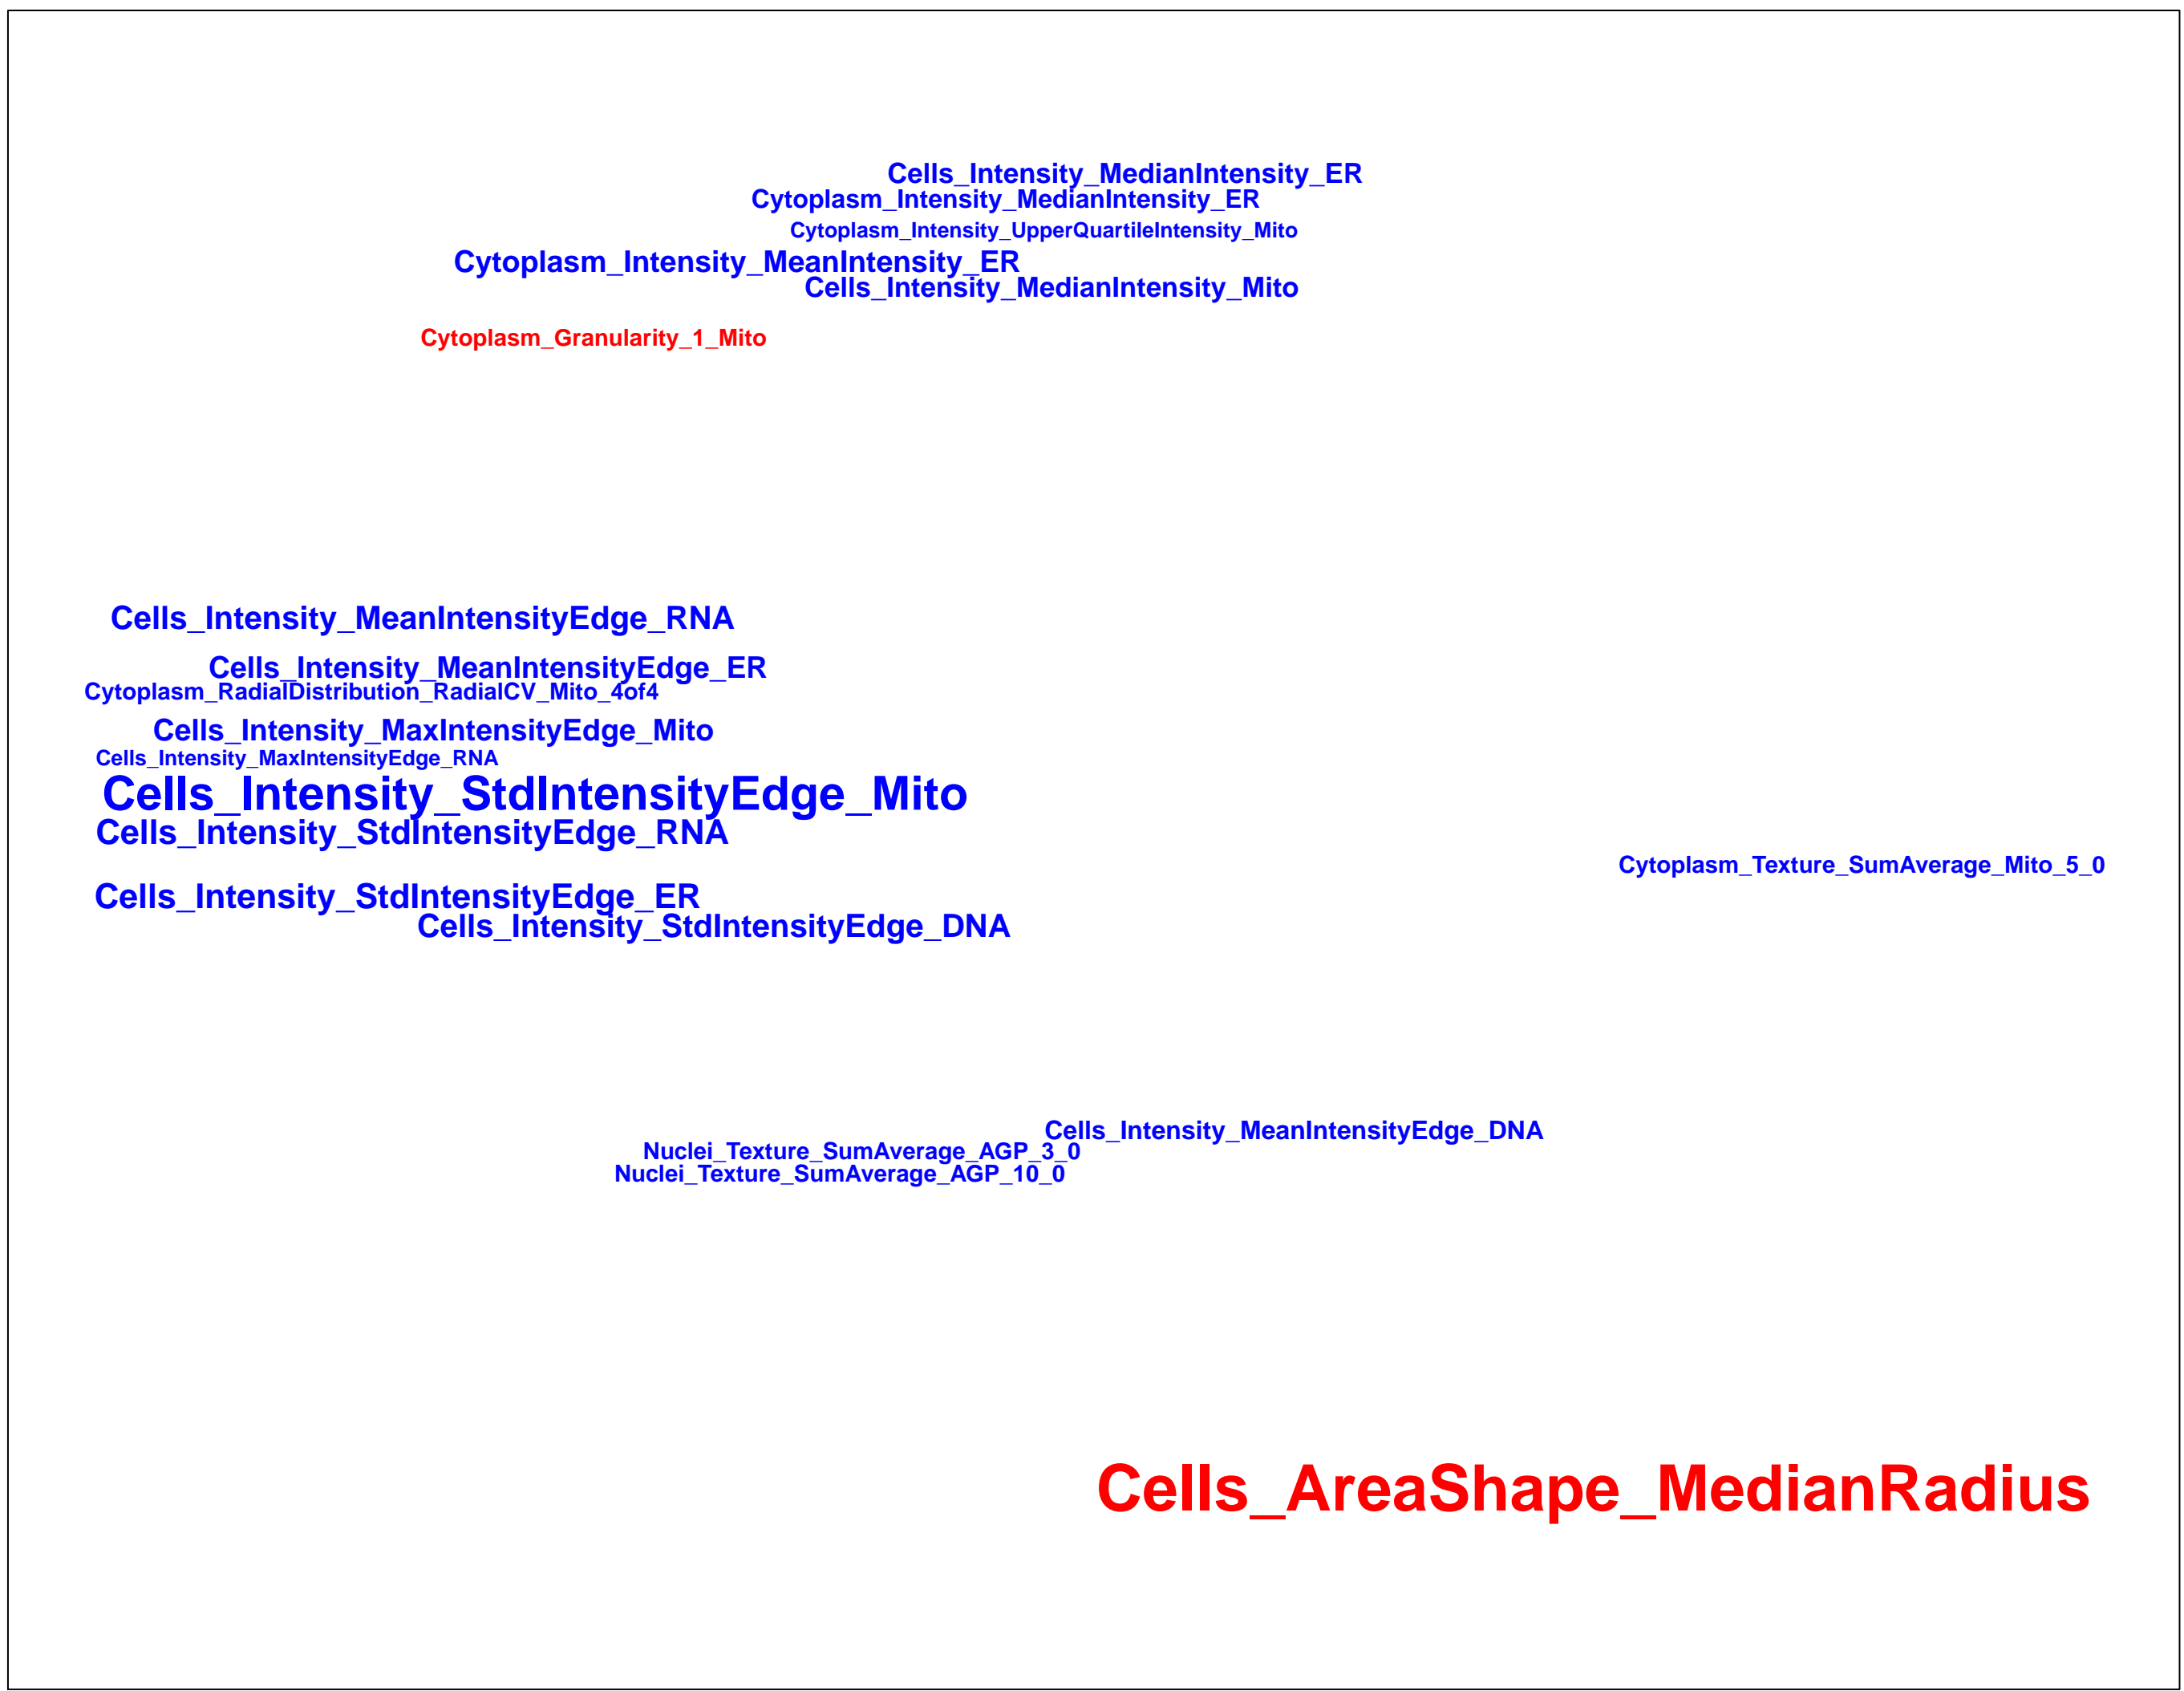 Cells_Intensity_MedianIntensity_ER
Cytoplasm_Intensity_MedianIntensity_ER
Cytoplasm_Intensity_UpperQuartileIntensity_Mito
Cytoplasm_Intensity_MeanIntensity_ER
Cells_Intensity_MedianIntensity_Mito
Cytoplasm_Granularity_1_Mito
Cells_Intensity_MeanIntensityEdge_RNA
Cells_Intensity_MeanIntensityEdge_ER
Cytoplasm_RadialDistribution_RadialCV_Mito_4of4
Cells_Intensity_MaxIntensityEdge_Mito
Cells_Intensity_MaxIntensityEdge_RNA
Cells_Intensity_StdIntensityEdge_Mito
Cells_Intensity_StdIntensityEdge_RNA
Cytoplasm_Texture_SumAverage_Mito_5_0
Cells_Intensity_StdIntensityEdge_ER
Cells_Intensity_StdIntensityEdge_DNA
Cells_Intensity_MeanIntensityEdge_DNA
Nuclei_Texture_SumAverage_AGP_3_0
Nuclei_Texture_SumAverage_AGP_10_0
Cells_AreaShape_MedianRadius